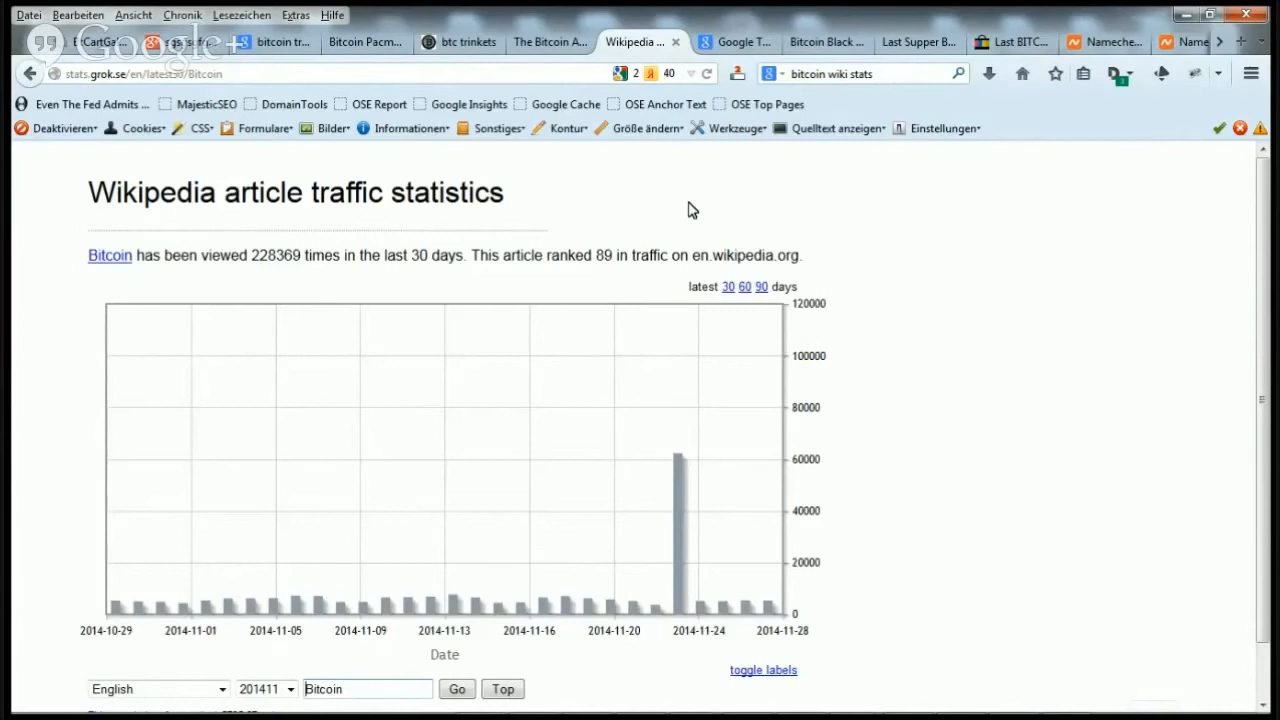 Datei Bearbeiten Ansicht Chronik Lesezeichen Extras Hilfe
Google+
bitcoin tr... Bitcoin Pacm... btc trinkets The Bitcoin A... Wikipedia ... Google T... Bitcoin Black ... Last Supper B... Last BITC... Nameche... Name
stats.grok.se/en/latest30/Bitcoin 2 40 bitcoin wiki stats
Even The Fed Admits ... MajesticSEO DomainTools OSE Report Google Insights Google Cache OSE Anchor Text OSE Top Pages
Deaktivieren Cookies CSS Formulare Bilder Informationen Sonstiges Kontur Größe ändern Werkzeuge Quelltext anzeigen Einstellungen
Wikipedia article traffic statistics
Bitcoin has been viewed 228369 times in the last 30 days. This article ranked 89 in traffic on en.wikipedia.org.
latest 30 60 90 days
120000
100000
80000
60000
40000
20000
0
2014-10-29 2014-11-01 2014-11-05 2014-11-09 2014-11-13 2014-11-16 2014-11-20 2014-11-24 2014-11-28
Date
toggle labels
English 201411 Bitcoin Go Top